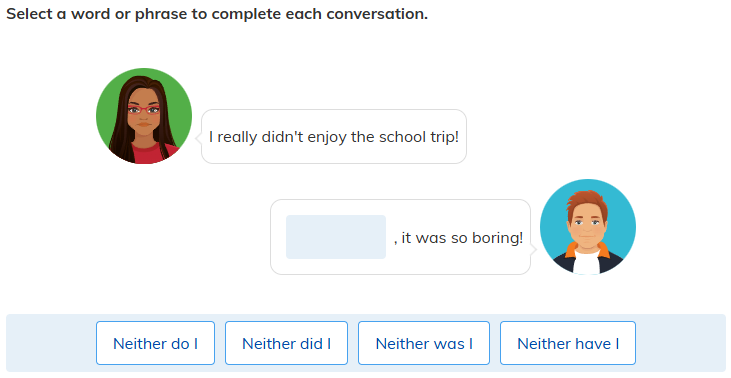 Select a word or phrase to complete each conversation.
I really didn't enjoy the school trip!
, it was so boring!
Neither do I
Neither did I
Neither was I
Neither have I